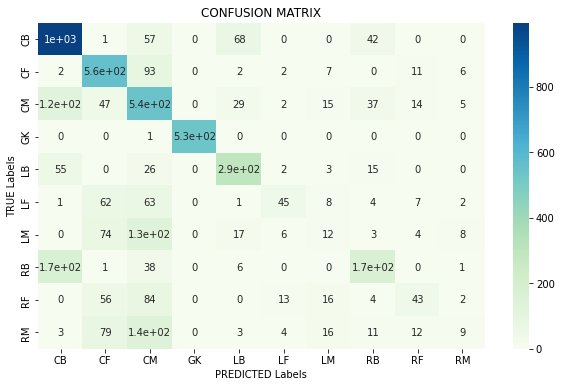 CONFUSION MATRIX
CB 1e+03 1 57 0 68 0 0 42 0 0
CF 2 5.6e+02 93 0 2 2 7 0 11 6
CM 1.2e+02 47 5.4e+02 0 29 2 15 37 14 5
GK 0 0 1 5.3e+02 0 0 0 0 0 0
LB 55 0 26 0 2.9e+02 2 3 15 0 0
LF 1 62 63 0 1 45 8 4 7 2
LM 0 74 1.3e+02 0 17 6 12 3 4 8
RB 1.7e+02 1 38 0 6 0 0 1.7e+02 0 1
RF 0 56 84 0 0 13 16 4 43 2
RM 3 79 1.4e+02 0 3 4 16 11 12 9
CB CF CM GK LB LF LM RB RF RM
PREDICTED Labels
TRUE Labels
800
600
400
200
0